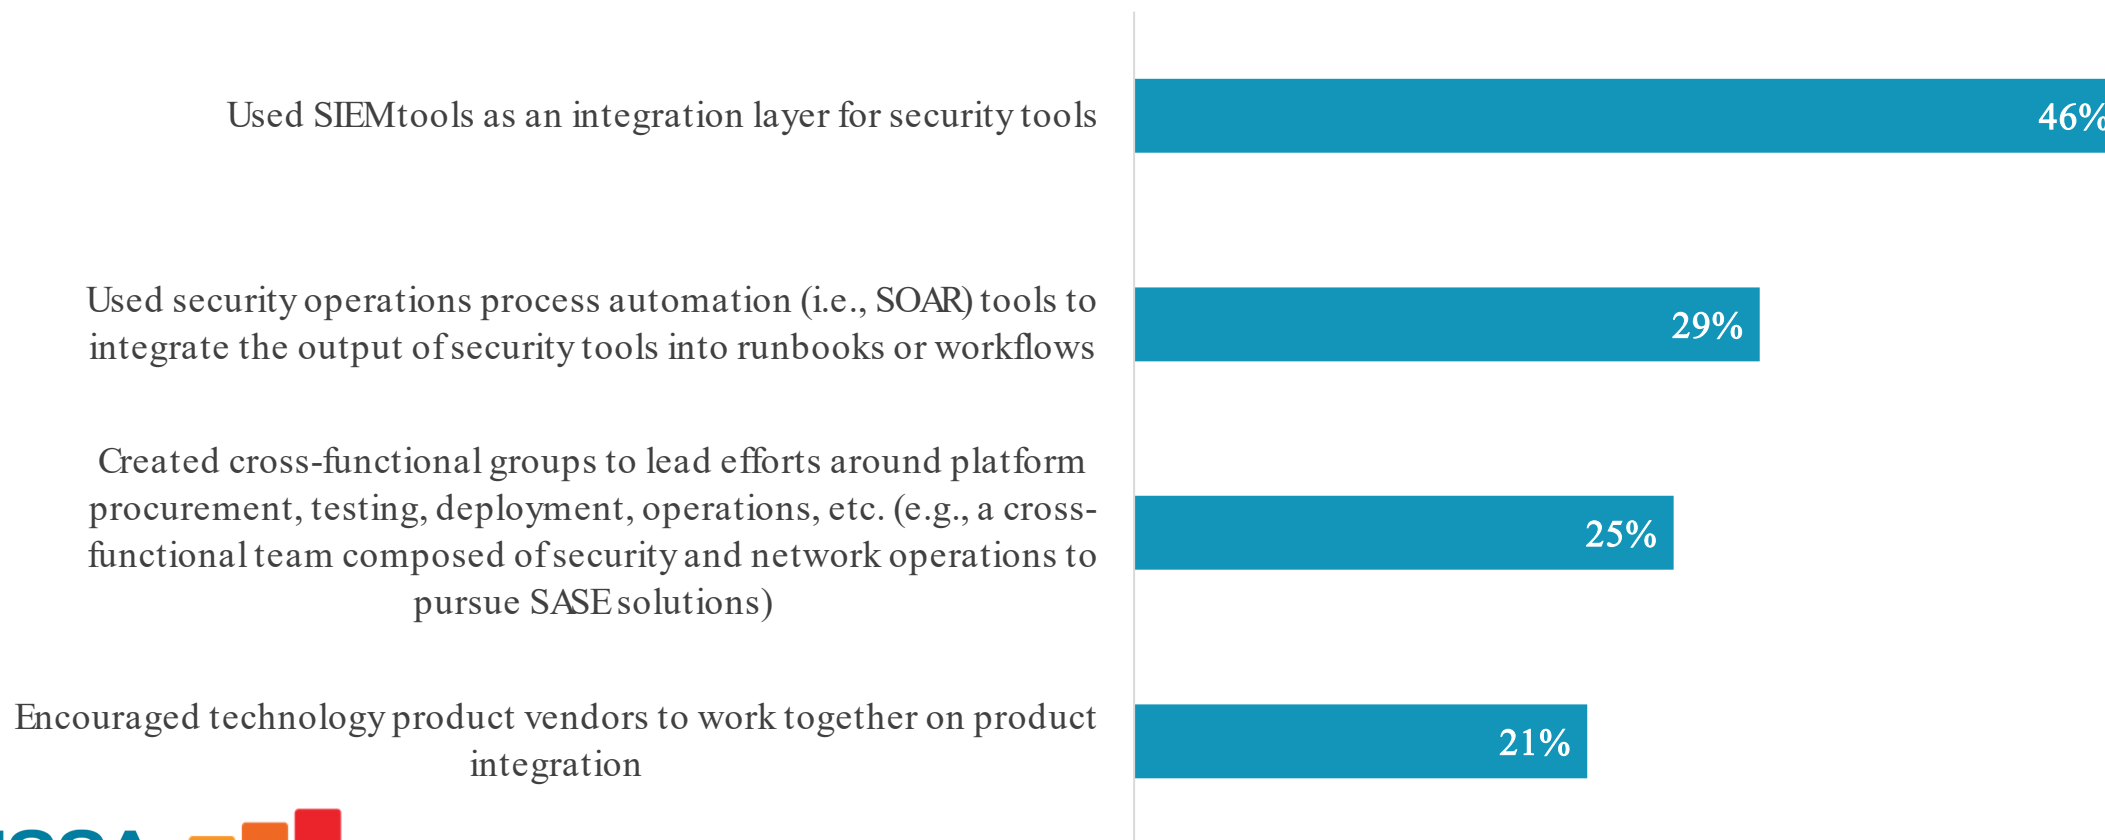 Used SIEM tools as an integration layer for security tools
46%
Used security operations process automation (i.e., SOAR) tools to
integrate the output of security tools into runbooks or workflows
29%
Created cross-functional groups to lead efforts around platform
procurement, testing, deployment, operations, etc. (e.g., a cross-
functional team composed of security and network operations to
pursue SASE solutions)
25%
Encouraged technology product vendors to work together on product
integration
21%